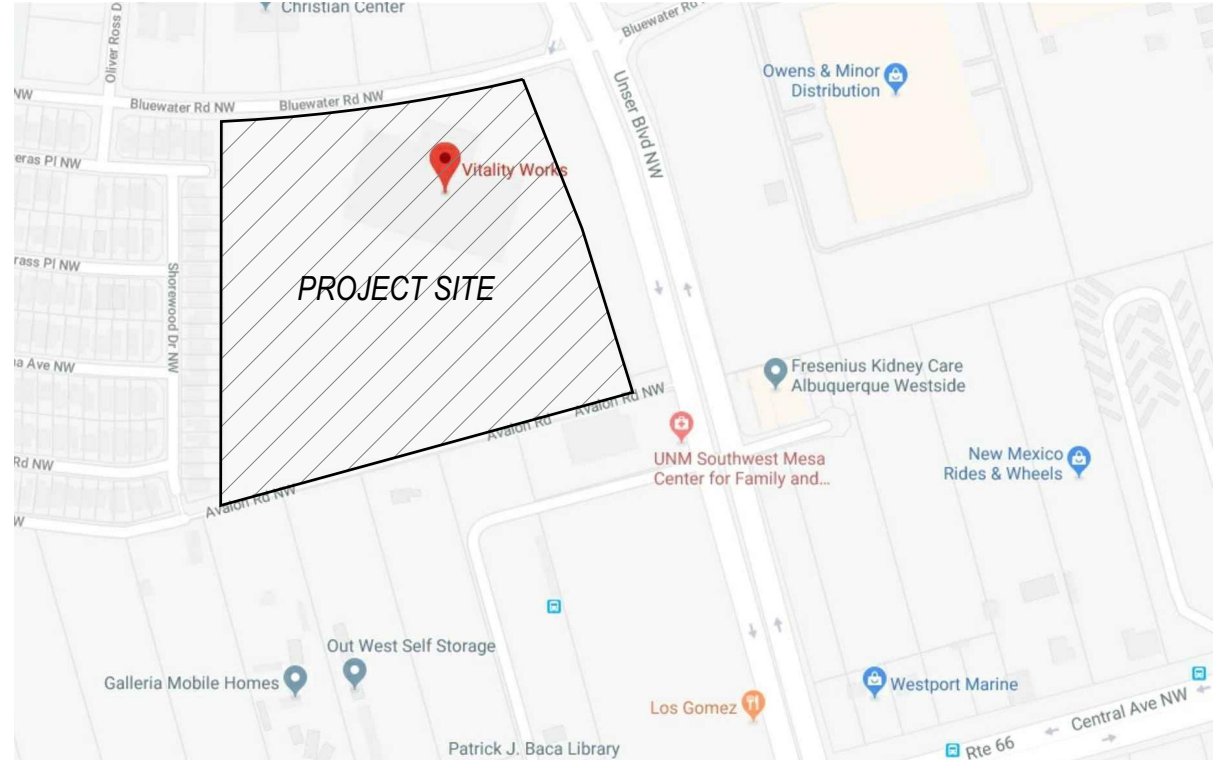 Christian Center
Oliver Ross D
Bluewater Rd
Unser Blvd NW
Owens & Minor
Distribution
NW
Bluewater Rd NW
Bluewater Rd NW
eras Pl NW
Vitality Works
rass Pl NW
Shorewood Dr NW
PROJECT SITE
a Ave NW
Fresenius Kidney Care
Albuquerque Westside
Avalon Rd NW
Avalon Rd
UNM Southwest Mesa
Center for Family and...
New Mexico
Rides & Wheels
Rd NW
Avalon Rd NW
W
Out West Self Storage
Galleria Mobile Homes
Westport Marine
Los Gomez
Central Ave NW
Rte 66
Patrick J. Baca Library